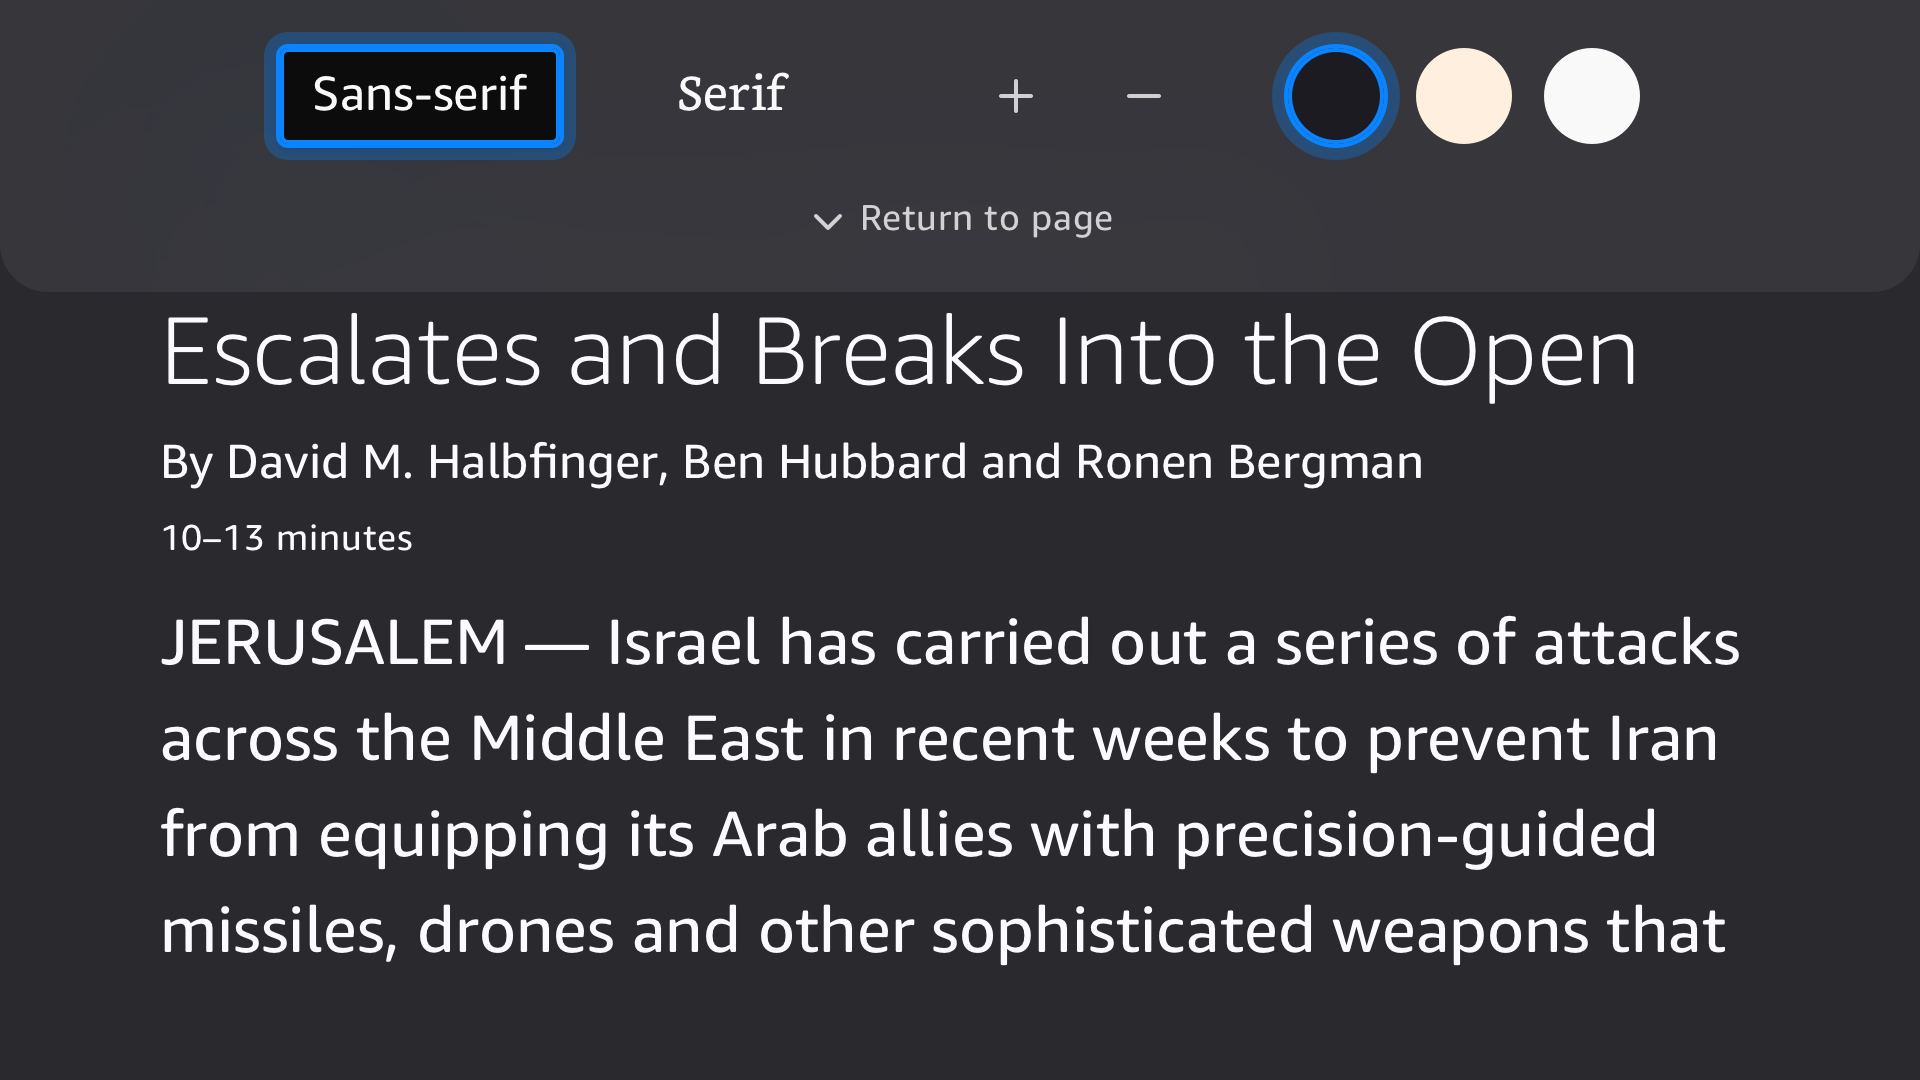 Sans-serif Serif + −
Return to page
Escalates and Breaks Into the Open
By David M. Halbfinger, Ben Hubbard and Ronen Bergman
10–13 minutes
JERUSALEM — Israel has carried out a series of attacks
across the Middle East in recent weeks to prevent Iran
from equipping its Arab allies with precision-guided
missiles, drones and other sophisticated weapons that